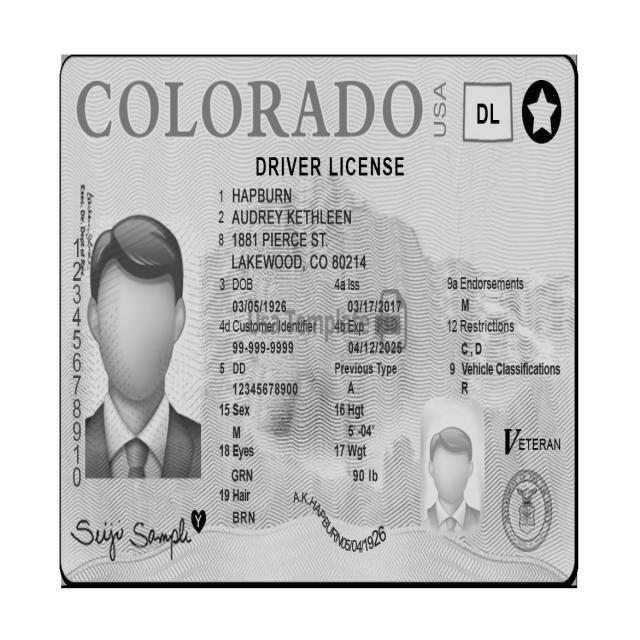 COLORADO USA DL
DRIVER LICENSE
1 HAPBURN
2 AUDREY KETHLEEN
8 1881 PIERCE ST.
LAKEWOOD, CO 80214
3 DOB 4a Iss 9a Endorsements
03/05/1926 03/17/2017 M
4d Customer Identifier 4b Exp 12 Restrictions
99-999-9999 04/12/2025 C, D
5 DD Previous Type 9 Vehicle Classifications
12345678900 A R
15 Sex 16 Hgt
M 5'-04"
18 Eyes 17 Wgt
GRN 90 lb
19 Hair
BRN
VETERAN
A.K.HAPBURN05/04/1926
1
2
3
4
5
6
7
8
9
1
0
Seiji Sample Y